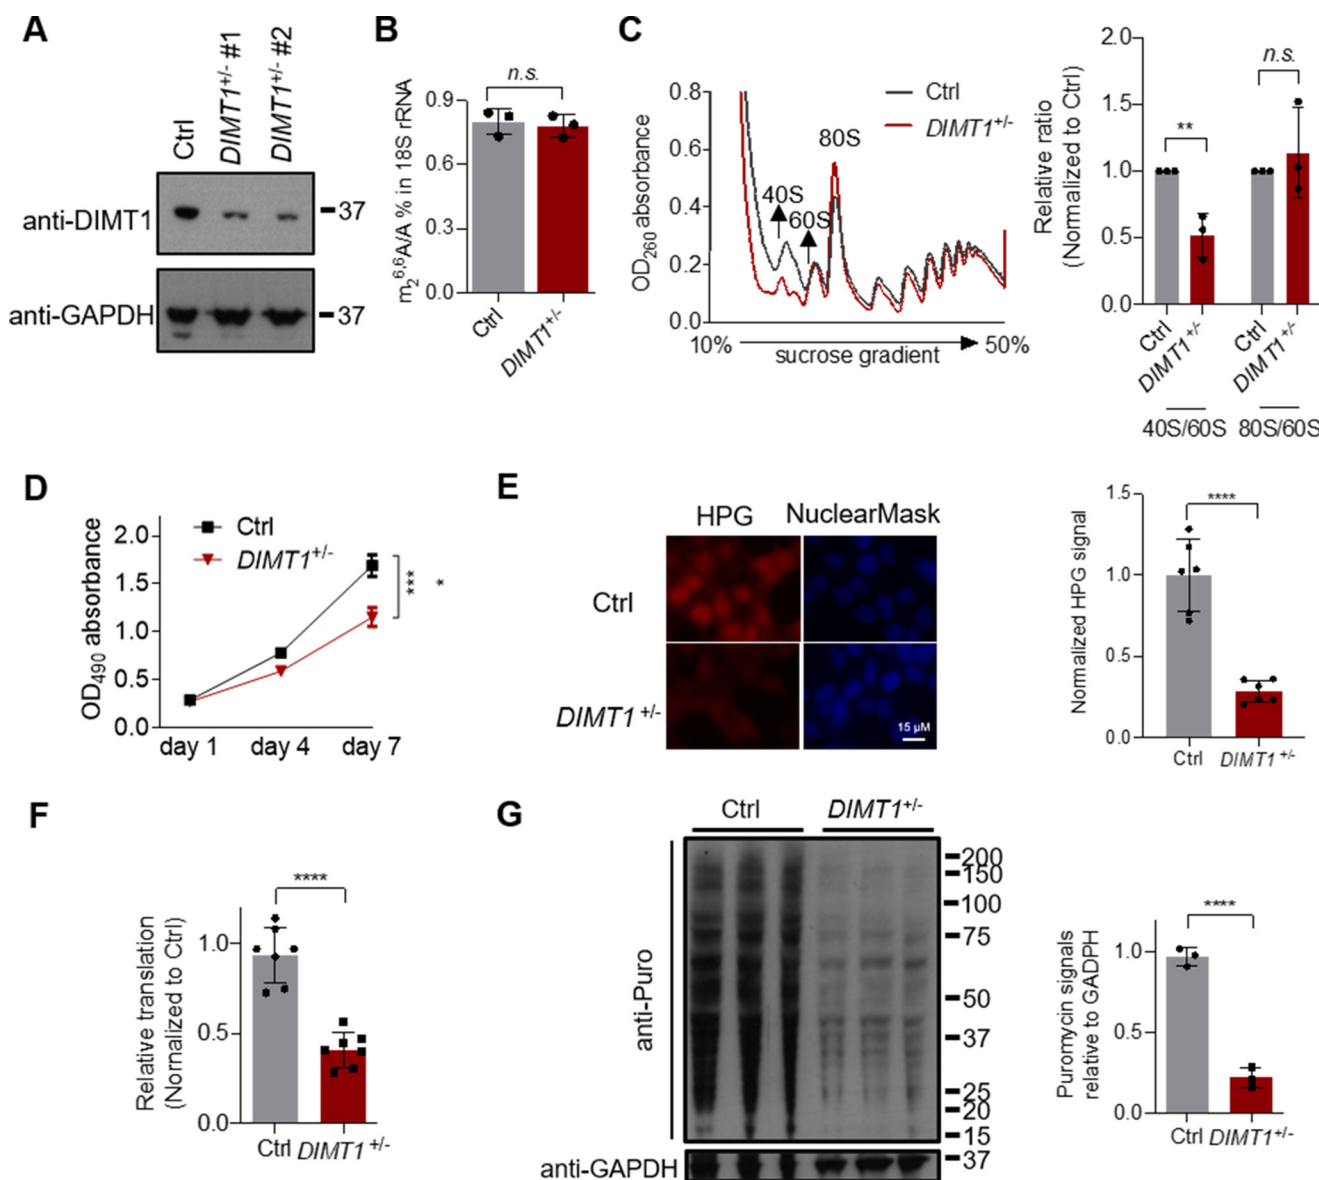 A
Ctrl
DIMT1+/- #1
DIMT1+/- #2
anti-DIMT1
37
anti-GAPDH
37
B
n.s.
m₂⁶,⁶A/A % in 18S rRNA
0.9
0.6
0.3
0.0
Ctrl
DIMT1+/-
C
OD260 absorbance
0.8
0.6
0.4
0.2
0.0
Ctrl
DIMT1+/-
40S
60S
80S
10%
sucrose gradient
50%
Relative ratio
(Normalized to Ctrl)
2.0
1.5
1.0
0.5
0.0
**
n.s.
Ctrl
DIMT1+/-
Ctrl
DIMT1+/-
40S/60S
80S/60S
D
OD490 absorbance
2.0
1.5
1.0
0.5
0.0
Ctrl
DIMT1+/-
***
*
day 1
day 4
day 7
E
HPG
NuclearMask
Ctrl
DIMT1+/-
15 µM
Normalized HPG signal
1.5
1.0
0.5
0.0
****
Ctrl
DIMT1+/-
F
Relative translation
(Nornalized to Ctrl)
1.0
0.5
0.0
****
Ctrl
DIMT1+/-
G
Ctrl
DIMT1+/-
anti-Puro
200
150
100
75
50
37
25
20
15
anti-GAPDH
37
Puromycin signals
relative to GADPH
1.0
0.5
0.0
****
Ctrl
DIMT1+/-